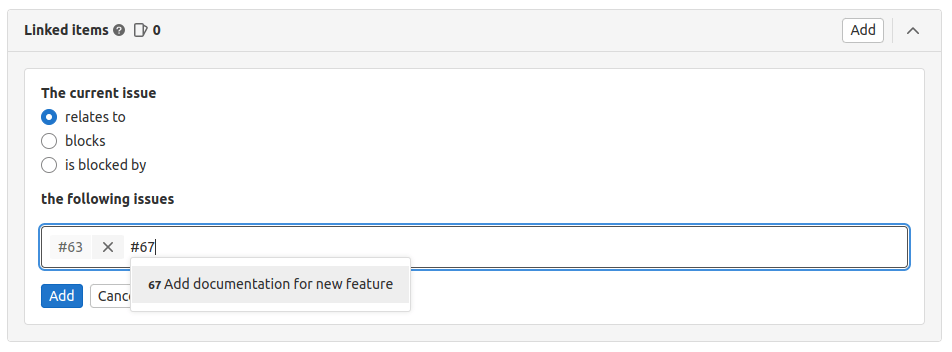 Linked items 0 Add
The current issue
relates to
blocks
is blocked by
the following issues
#63 #67
67 Add documentation for new feature
Add